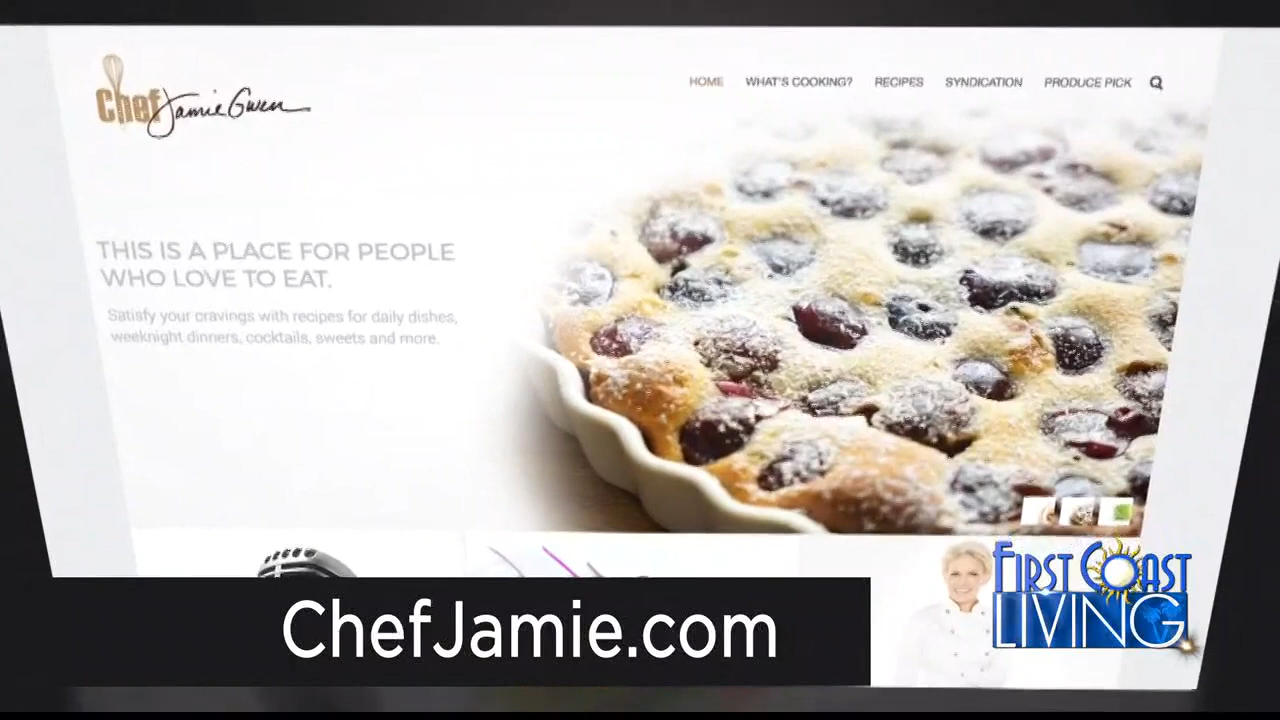 Chef Jamie Gwen
HOME WHAT'S COOKING? RECIPES SYNDICATION PRODUCE PICK
THIS IS A PLACE FOR PEOPLE
WHO LOVE TO EAT.
Satisfy your cravings with recipes for daily dishes,
weeknight dinners, cocktails, sweets and more.
ChefJamie.com
FIRST COAST
LIVING